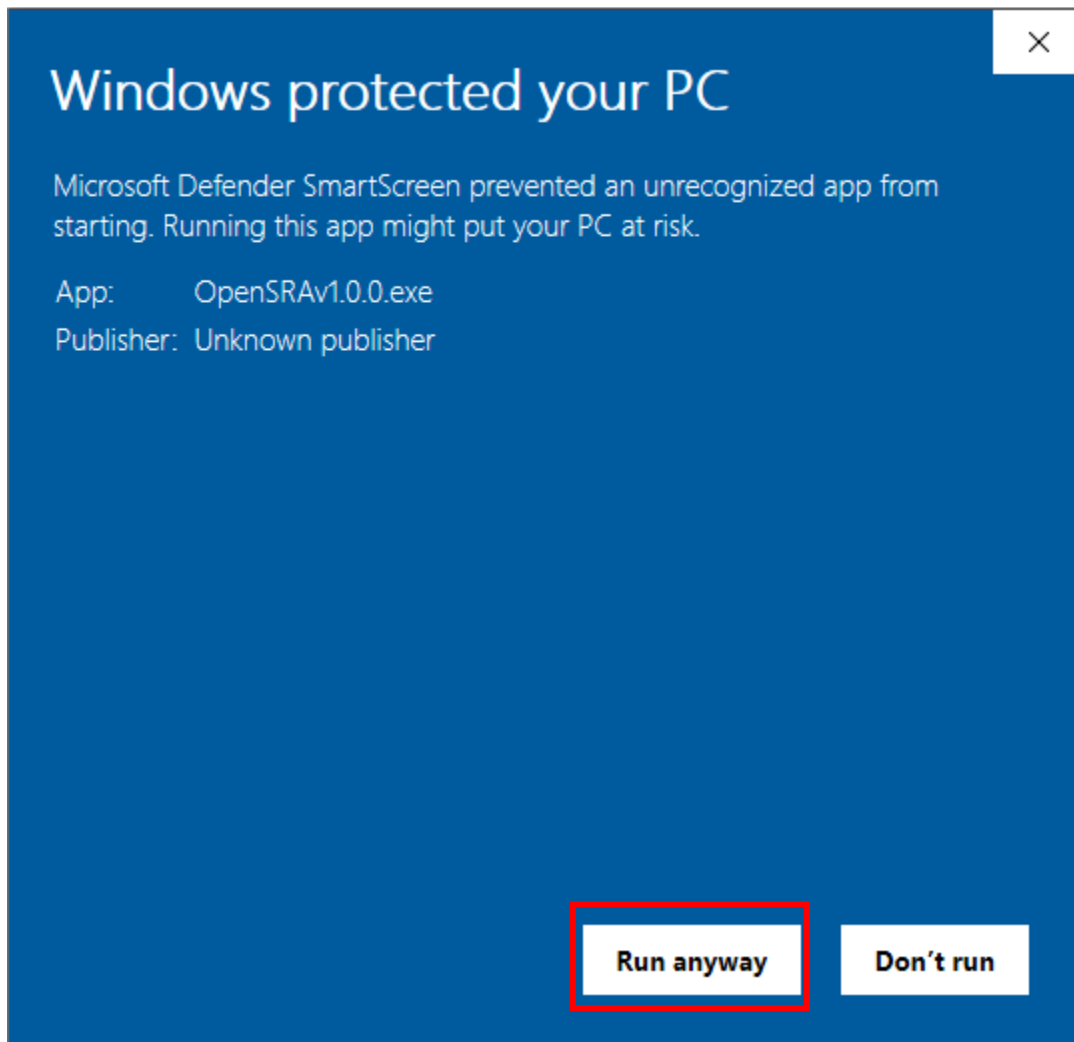 Windows protected your PC
Microsoft Defender SmartScreen prevented an unrecognized app from
starting. Running this app might put your PC at risk.
App: OpenSRAv1.0.0.exe
Publisher: Unknown publisher
Run anyway Don’t run